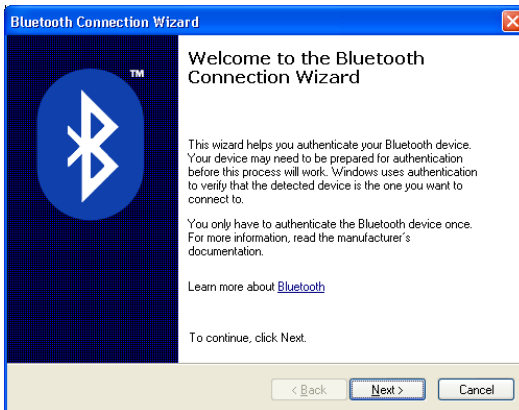 Bluetooth Connection Wizard
TM
Welcome to the Bluetooth
Connection Wizard
This wizard helps you authenticate your Bluetooth device.
Your device may need to be prepared for authentication
before this process will work. Windows uses authentication
to verify that the detected device is the one you want to
connect to.
You only have to authenticate the Bluetooth device once.
For more information, read the manufacturer's
documentation.
Learn more about Bluetooth
To continue, click Next.
< Back
Next >
Cancel